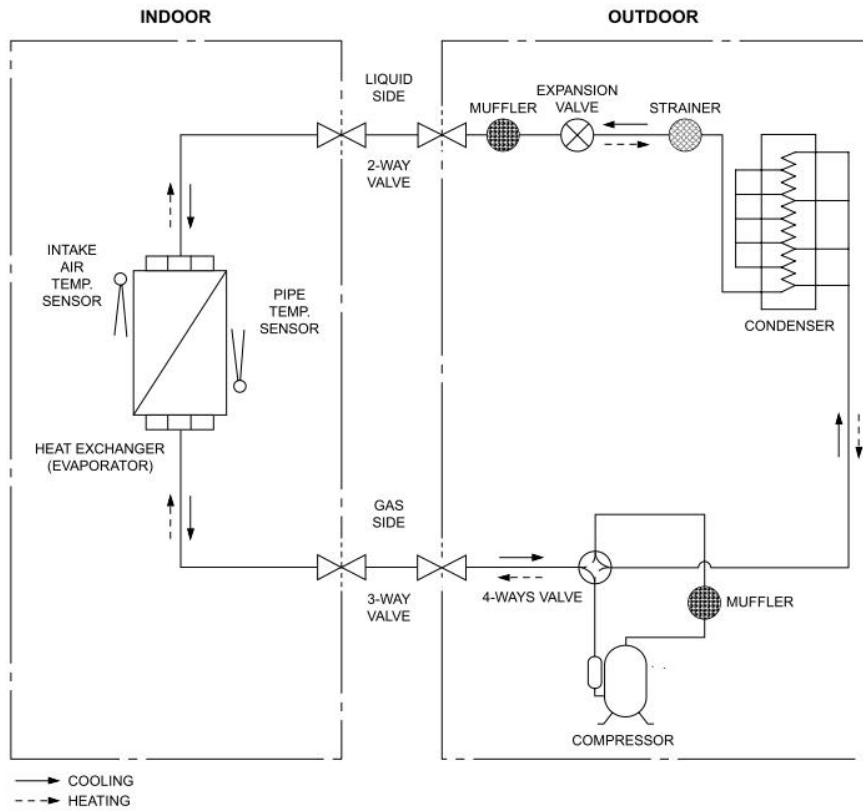 INDOOR
OUTDOOR
LIQUID
SIDE
MUFFLER
EXPANSION
VALVE
STRAINER
2-WAY
VALVE
INTAKE
AIR
TEMP.
SENSOR
PIPE
TEMP.
SENSOR
CONDENSER
HEAT EXCHANGER
(EVAPORATOR)
GAS
SIDE
3-WAY
VALVE
4-WAYS VALVE
MUFFLER
COMPRESSOR
COOLING
HEATING